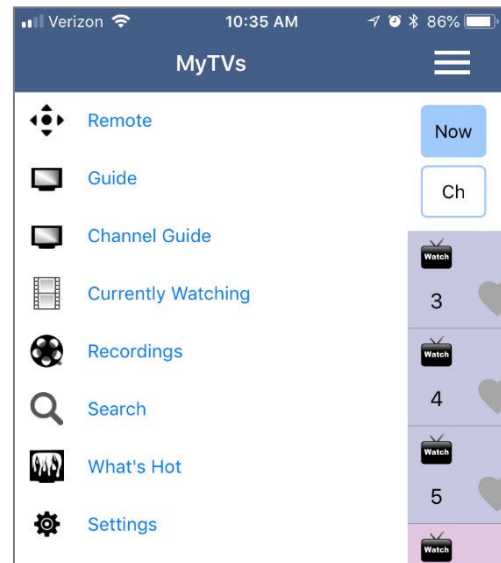 Verizon 10:35 AM 86%
MyTVs
Remote
Now
Guide
Ch
Channel Guide
Watch
Currently Watching
3
Recordings
Watch
Search
4
Watch
What's Hot
5
Settings
Watch